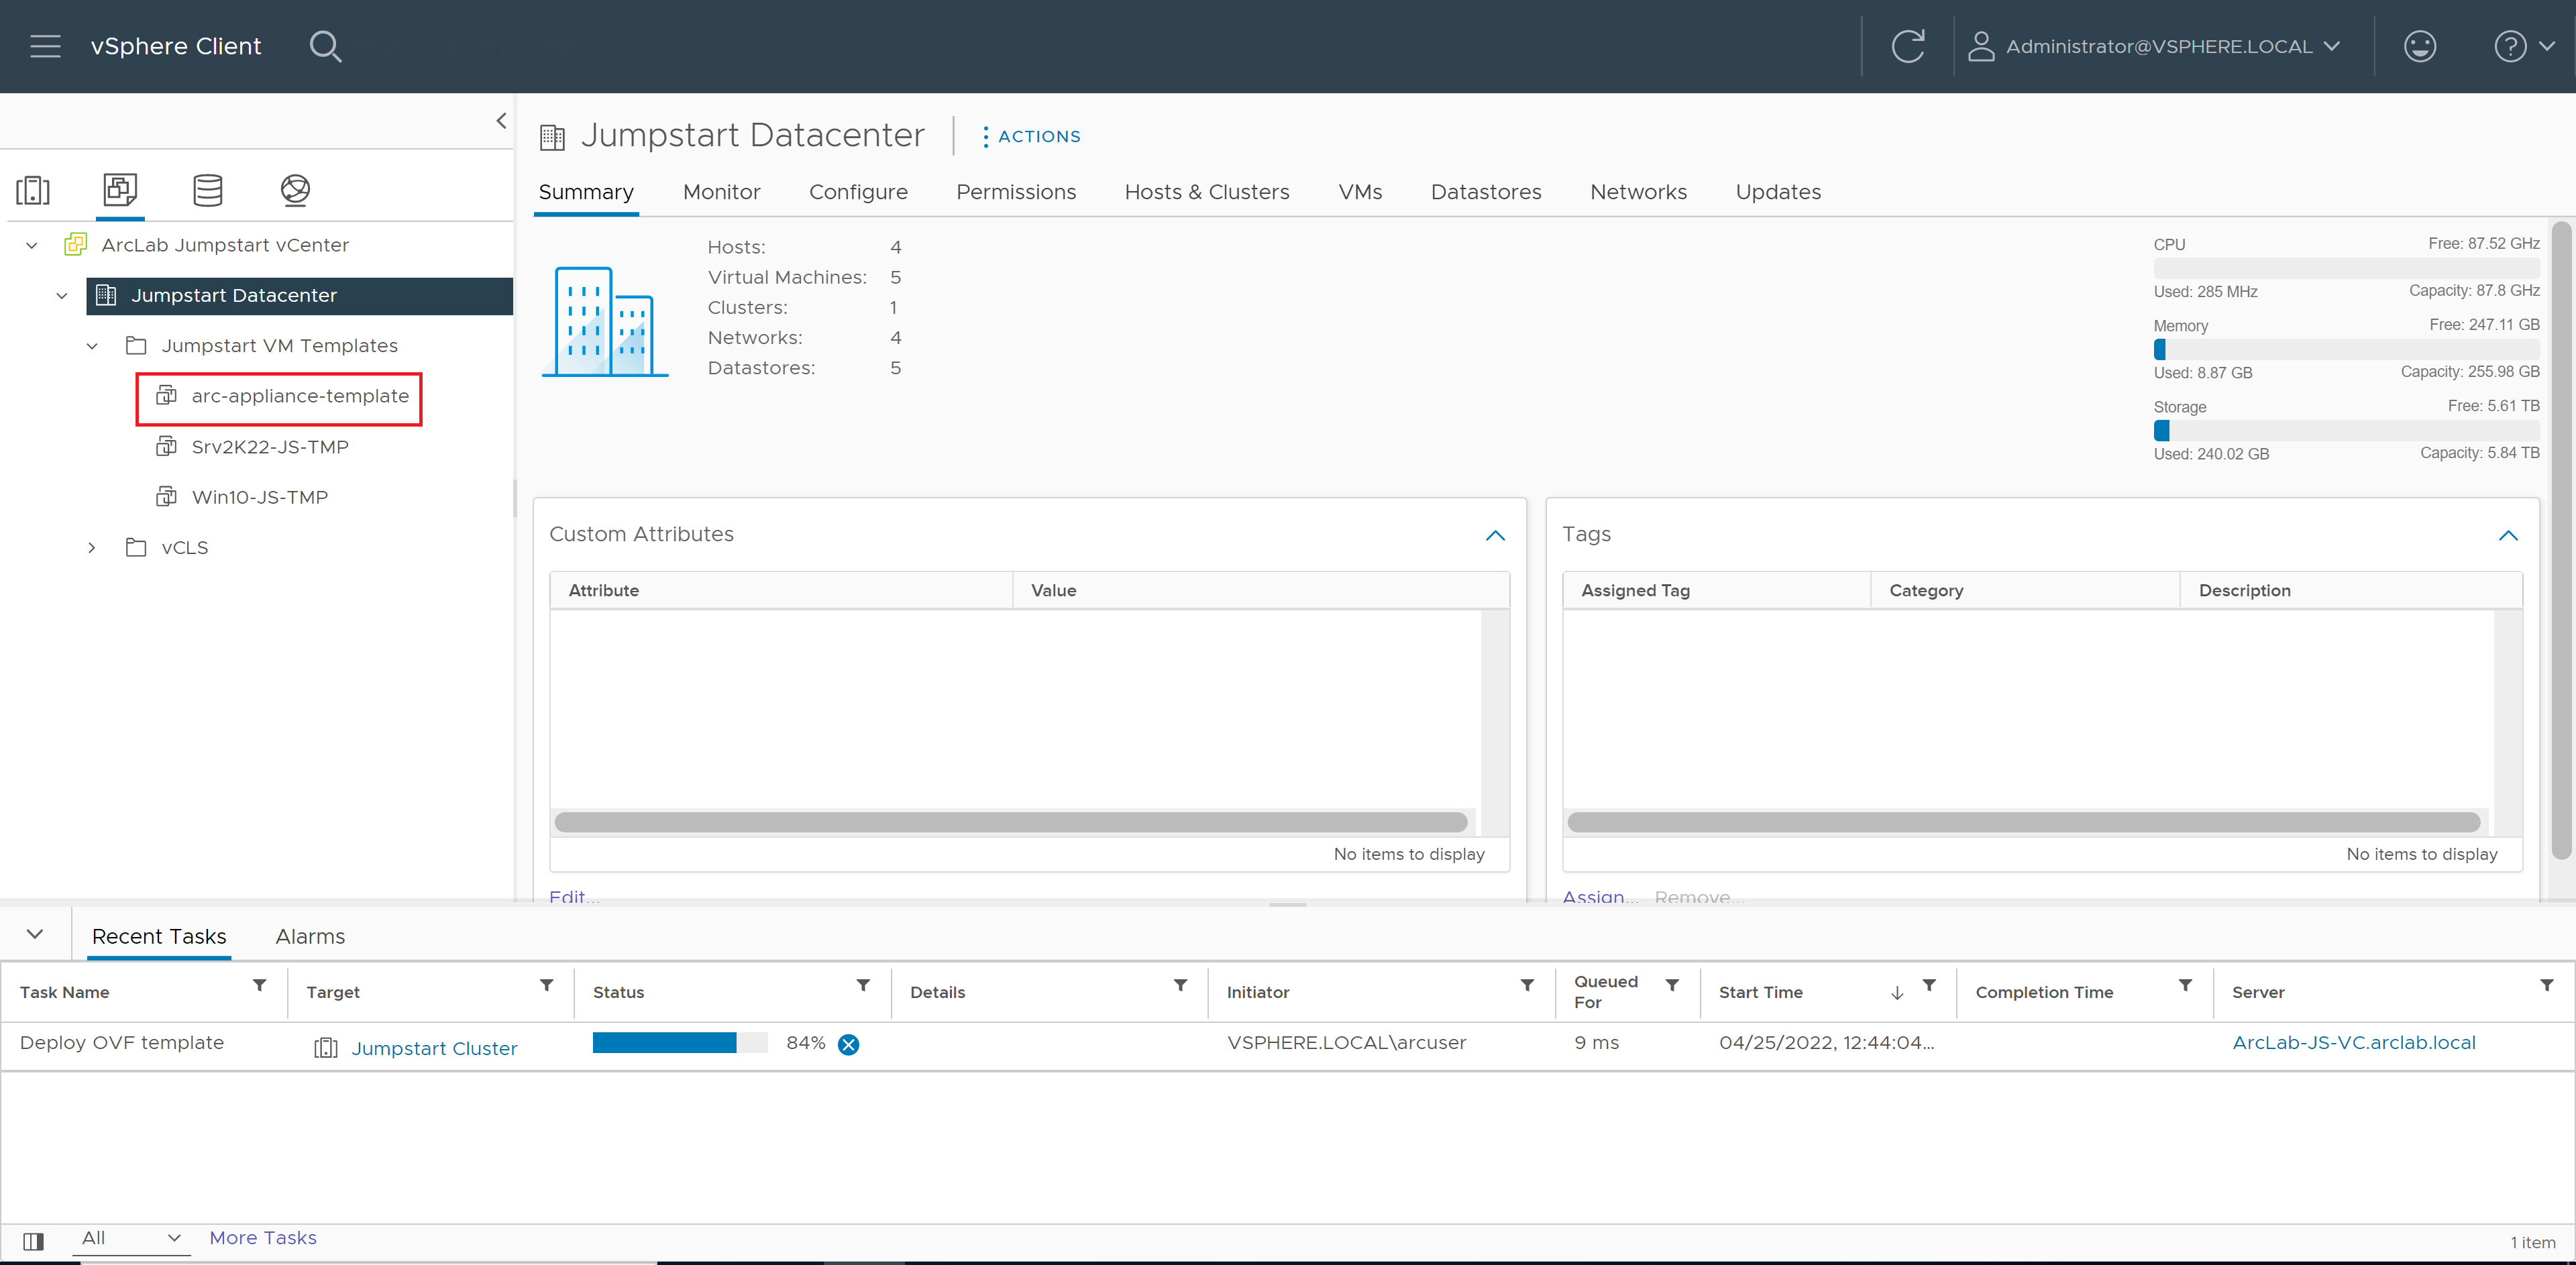 vSphere Client
Administrator@VSPHERE.LOCAL
Jumpstart Datacenter
ACTIONS
Summary Monitor Configure Permissions Hosts & Clusters VMs Datastores Networks Updates
ArcLab Jumpstart vCenter
Jumpstart Datacenter
Jumpstart VM Templates
arc-appliance-template
Srv2K22-JS-TMP
Win10-JS-TMP
vCLS
Hosts: 4
Virtual Machines: 5
Clusters: 1
Networks: 4
Datastores: 5
CPU Free: 87.52 GHz
Used: 285 MHz Capacity: 87.8 GHz
Memory Free: 247.11 GB
Used: 8.87 GB Capacity: 255.98 GB
Storage Free: 5.61 TB
Used: 240.02 GB Capacity: 5.84 TB
Custom Attributes
Attribute Value
No items to display
Edit...
Tags
Assigned Tag Category Description
No items to display
Assign... Remove...
Recent Tasks Alarms
Task Name Target Status Details Initiator Queued For Start Time Completion Time Server
Deploy OVF template Jumpstart Cluster 84% VSPHERE.LOCAL\arcuser 9 ms 04/25/2022, 12:44:04... ArcLab-JS-VC.arclab.local
All More Tasks 1 item